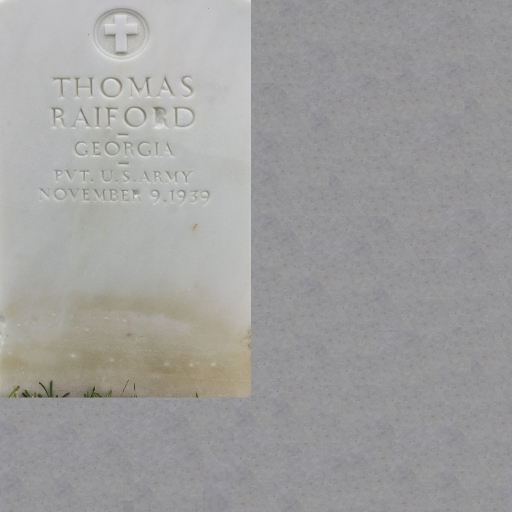 THOMAS
RAIFORD
GEORGIA
PVT. U.S. ARMY
NOVEMBER 9, 1939